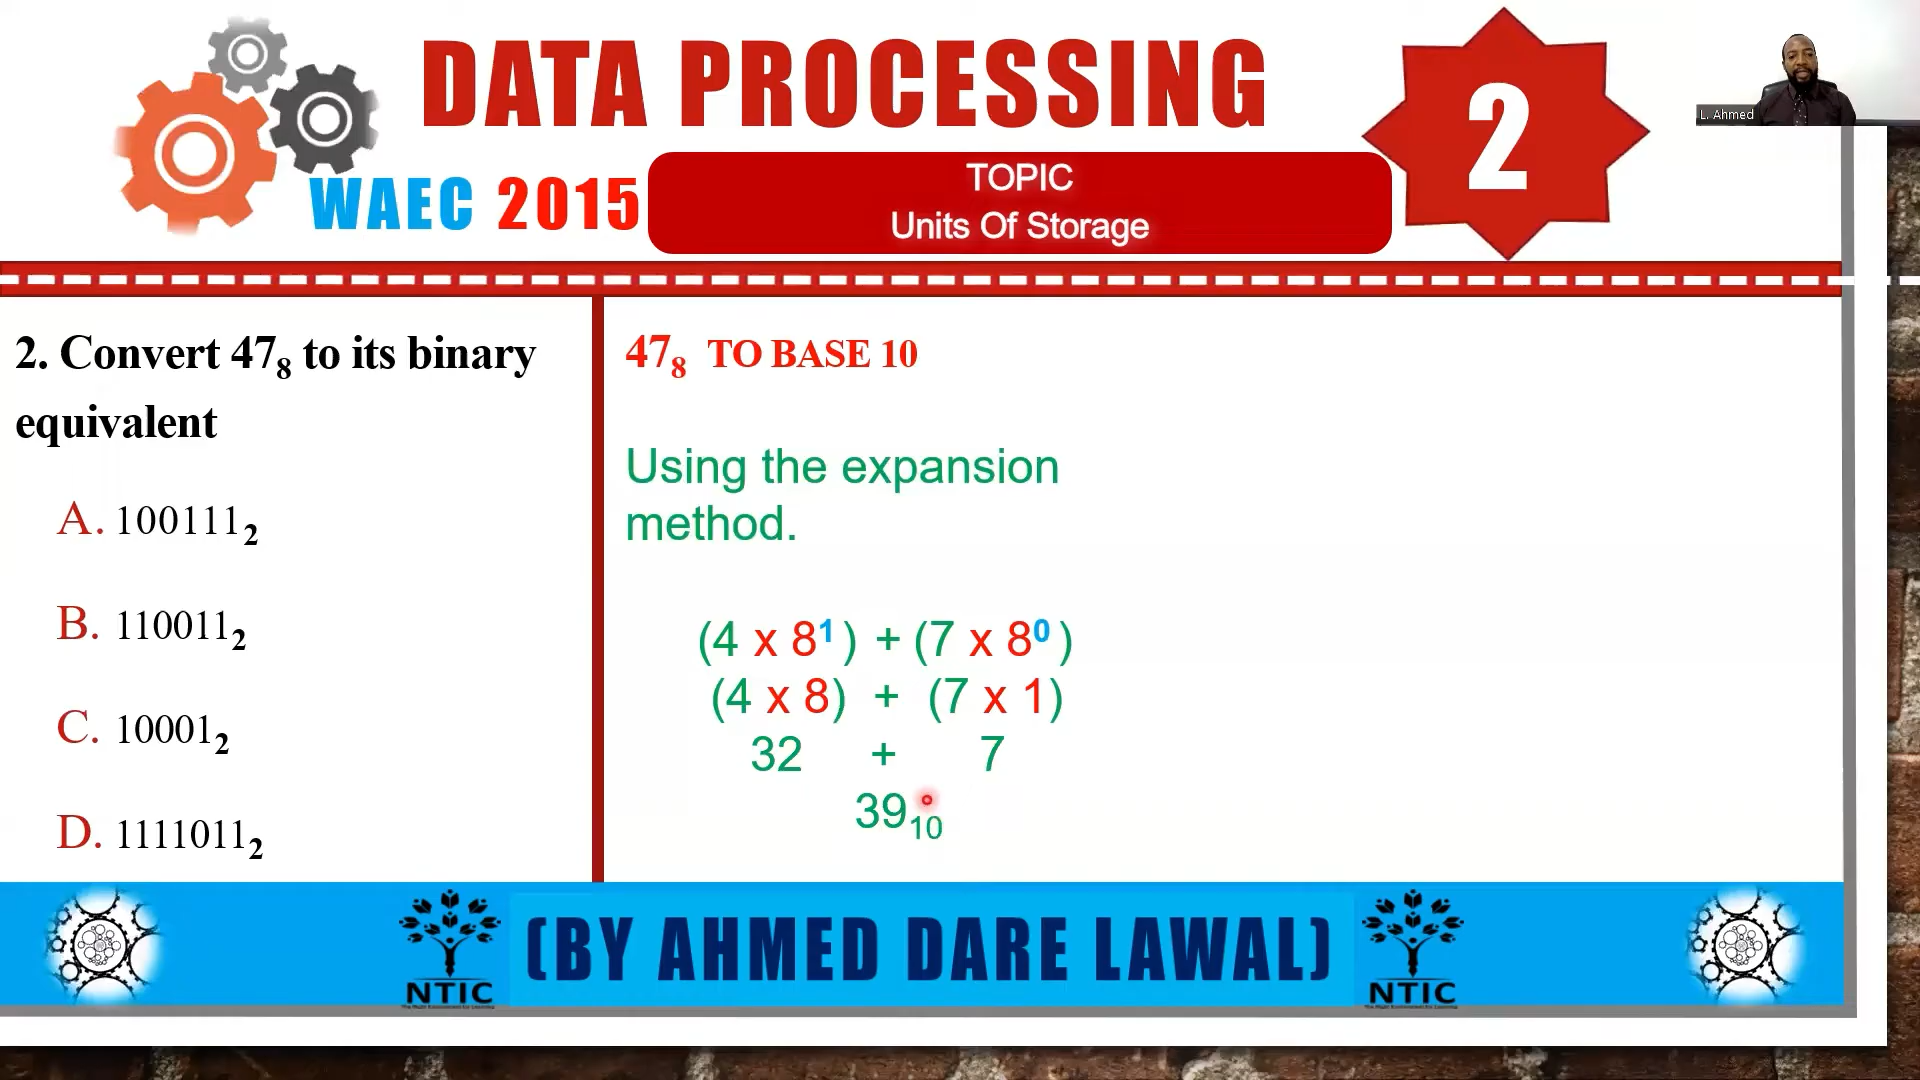 DATA PROCESSING
2
L. Ahmed
WAEC 2015
TOPIC
Units Of Storage
2. Convert 47₈ to its binary
equivalent
A. 100111₂
B. 110011₂
C. 10001₂
D. 1111011₂
47₈ TO BASE 10
Using the expansion
method.
(4 x 8¹ ) + (7 x 8⁰ )
(4 x 8) + (7 x 1)
32 + 7
39₁₀
NTIC
(BY AHMED DARE LAWAL)
NTIC